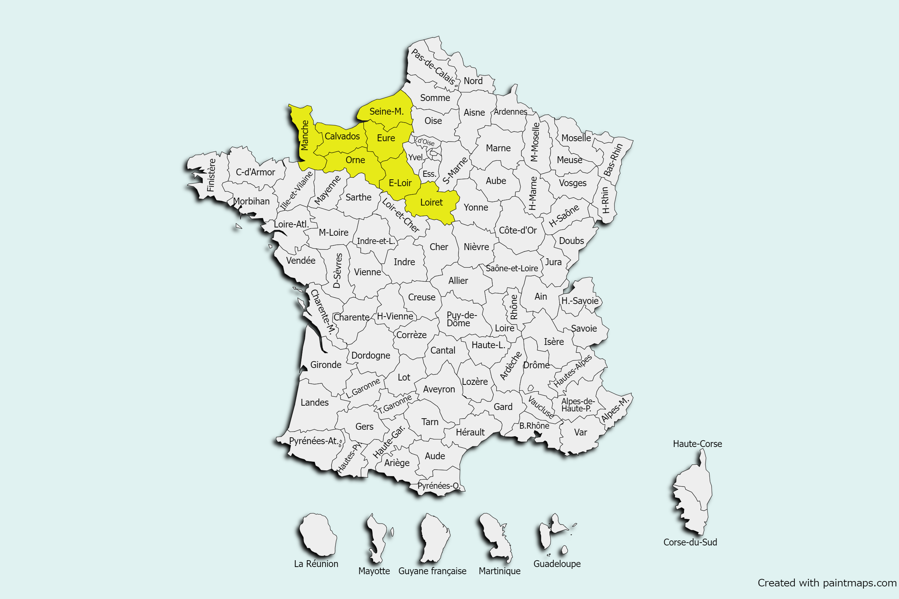 Pas-de-Calais
Nord
Somme
Seine-M.
Oise
Aisne
Ardennes
Manche
Calvados
Eure
V.d'Oise
Yvel.
Ess.
S-Marne
Marne
M-Moselle
Moselle
Meuse
Bas-Rhin
Finistère
C-d'Armor
Morbihan
Ille-et-Vilaine
Mayenne
Orne
E-Loir
Sarthe
Loir-et-Cher
Loiret
Yonne
Aube
H-Marne
Vosges
H-Rhin
Loire-Atl.
M-Loire
Indre-et-L.
Cher
Nièvre
Côte-d'Or
H-Saône
Doubs
Vendée
D-Sèvres
Vienne
Indre
Allier
Saône-et-Loire
Jura
Charente-M.
Charente
H-Vienne
Creuse
Puy-de-
Dôme
Loire
Rhône
Ain
H.-Savoie
Savoie
Gironde
Dordogne
Corrèze
Cantal
Haute-L.
Ardèche
Isère
Drôme
Hautes-Alpes
Landes
L.Garonne
Lot
T.Garonne
Aveyron
Lozère
Gard
Vaucluse
Alpes-de-
Haute-P.
Alpes-M.
Pyrénées-At.
Gers
Hautes-Py.
Haute-Gar.
Tarn
Hérault
B.Rhône
Var
Ariège
Aude
Pyrénées-O.
Haute-Corse
Corse-du-Sud
La Réunion
Mayotte
Guyane française
Martinique
Guadeloupe
Created with paintmaps.com